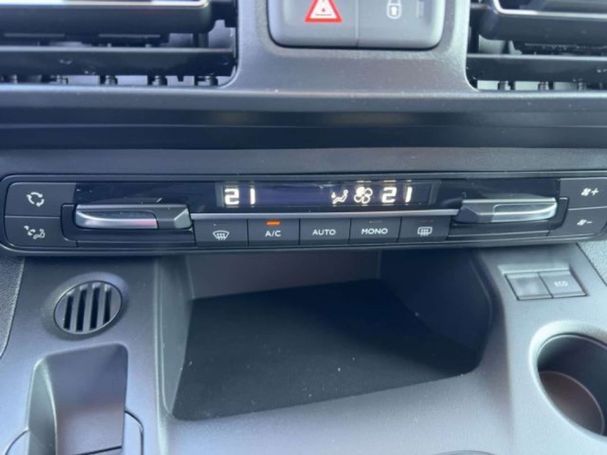 21 21
A/C AUTO MONO
+
-
ECO